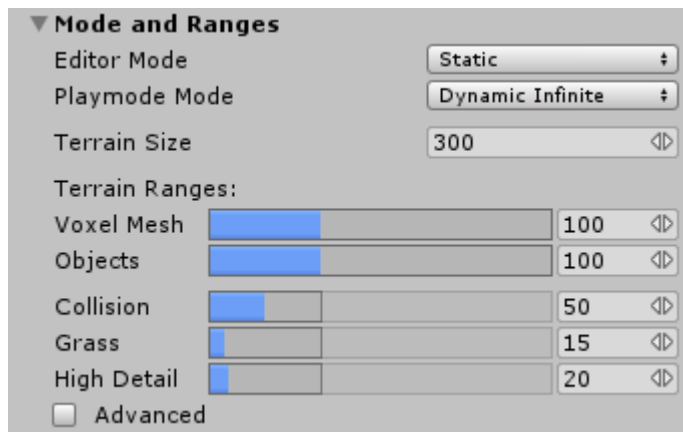 Mode and Ranges
Editor Mode Static
Playmode Mode Dynamic Infinite
Terrain Size 300
Terrain Ranges:
Voxel Mesh 100
Objects 100
Collision 50
Grass 15
High Detail 20
Advanced